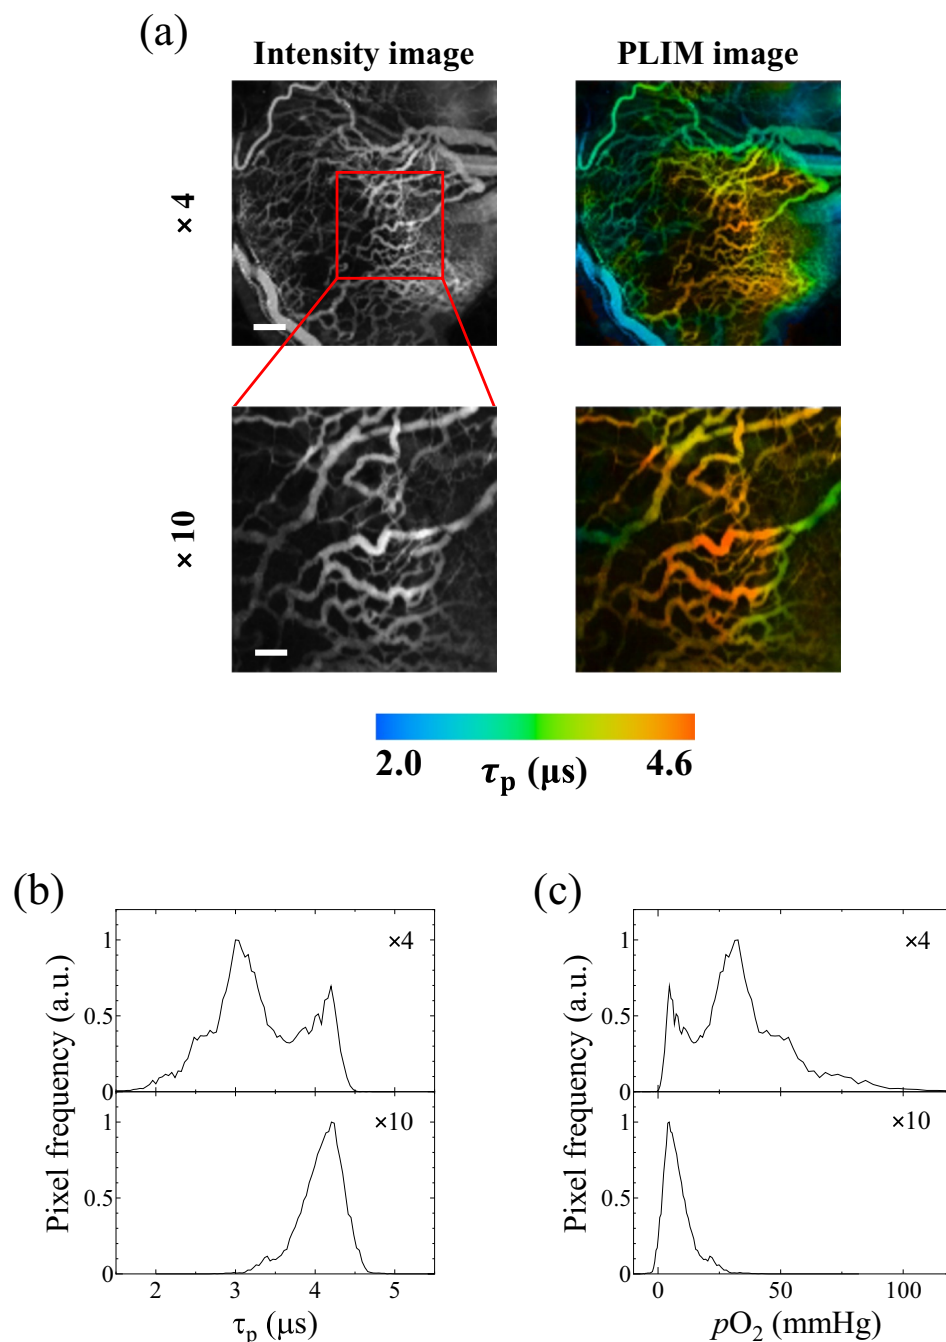 (a)
Intensity image PLIM image
×4
×10
2.0 τp (μs) 4.6
(b) (c)
Pixel frequency (a.u.)
1
0.5
0
×4
1
0.5
0
×10
2 3 4 5
τp (μs)
Pixel frequency (a.u.)
1
0.5
0
×4
1
0.5
0
×10
0 50 100
pO2 (mmHg)